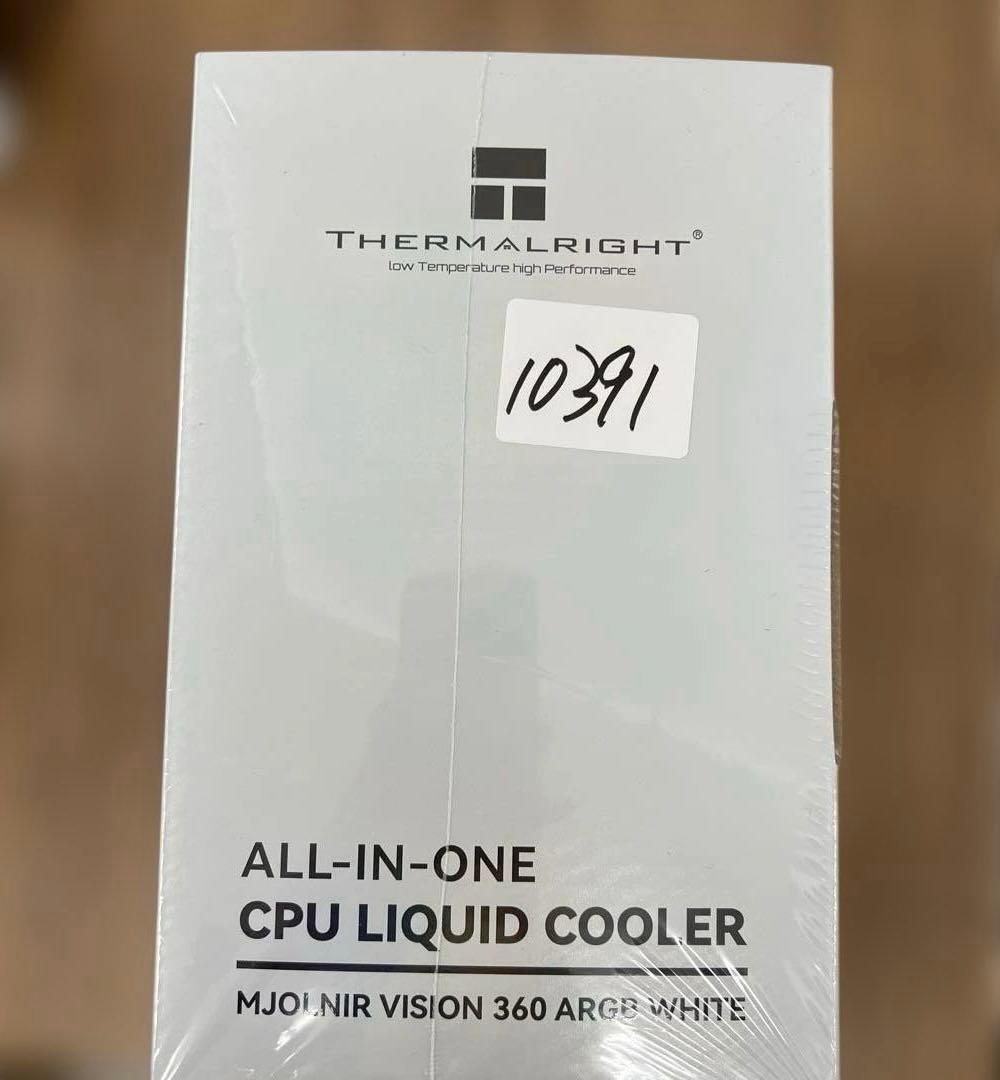 THERMALRIGHT®
low Temperature high Performance
10391
ALL-IN-ONE
CPU LIQUID COOLER
MJOLNIR VISION 360 ARGB WHITE